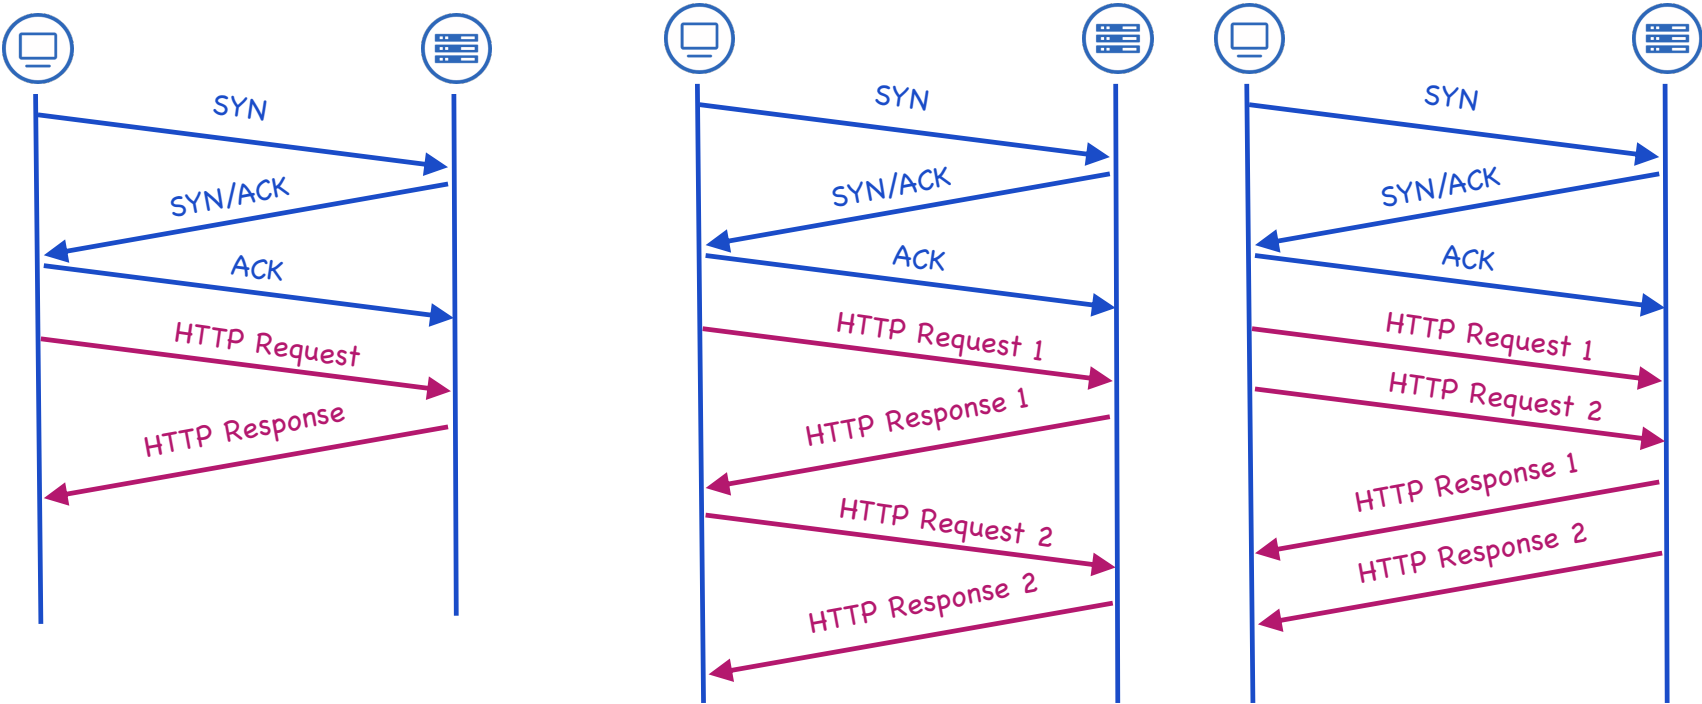 SYN
SYN/ACK
ACK
HTTP Request
HTTP Response
SYN
SYN/ACK
ACK
HTTP Request 1
HTTP Response 1
HTTP Request 2
HTTP Response 2
SYN
SYN/ACK
ACK
HTTP Request 1
HTTP Request 2
HTTP Response 1
HTTP Response 2